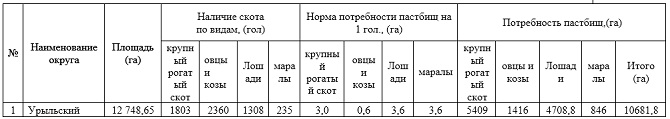 № Наименование округа Площадь (га) Наличие скота по видам, (гол) Норма потребности пастбищ на 1 гол., (га) Потребность пастбищ,(га)
крупный рогатый скот овцы и козы Лошади маралы крупный рогатый скот овцы и козы Лошади маралы крупный рогатый скот овцы и козы Лошади маралы Итого (га)
1 Урыльский 12 748,65 1803 2360 1308 235 3,0 0,6 3,6 3,6 5409 1416 4708,8 846 10681,8